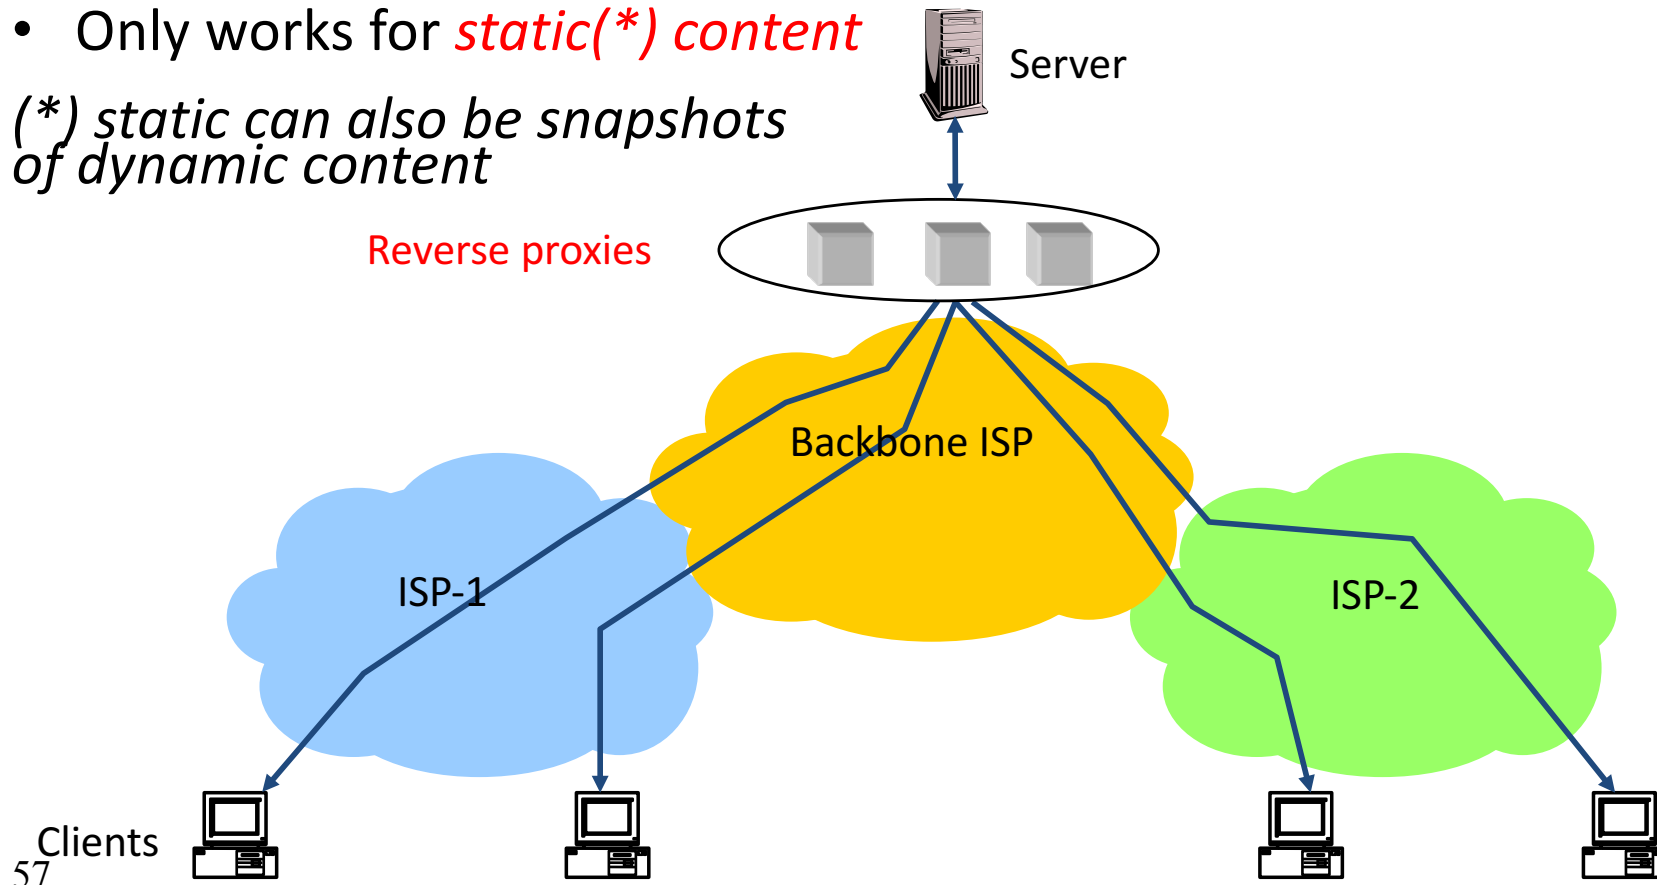 • Only works for static(*) content
(*) static can also be snapshots
of dynamic content
Server
Reverse proxies
Backbone ISP
ISP-1
ISP-2
Clients
57